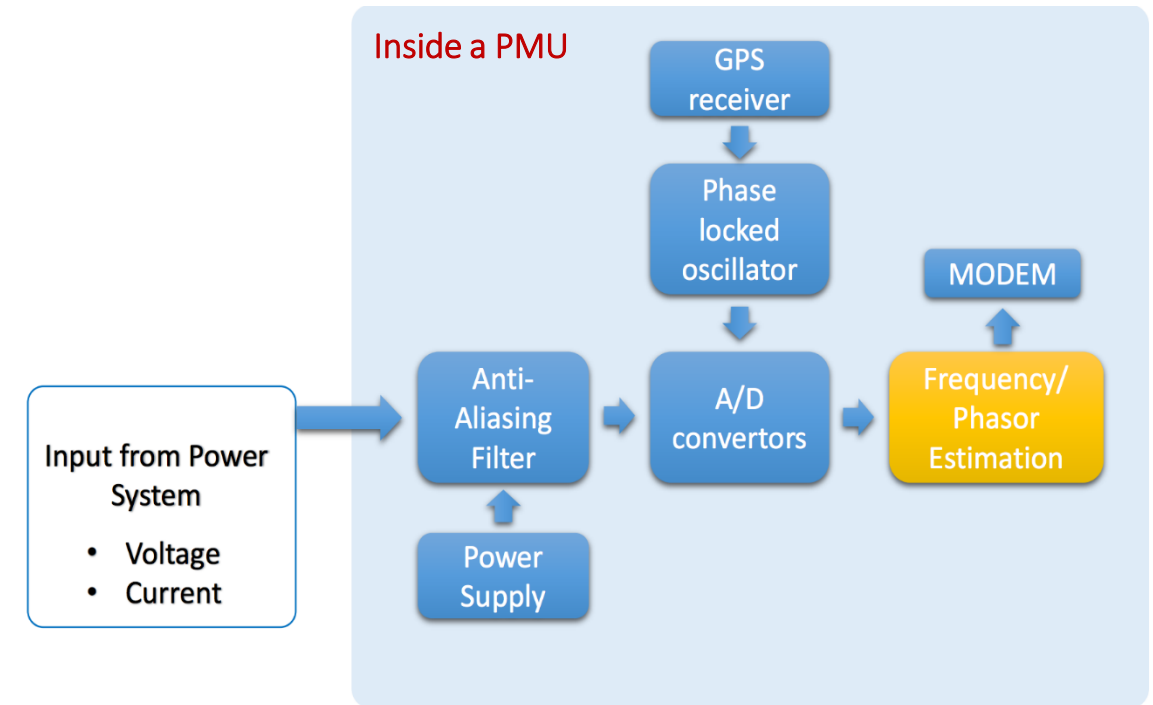 Inside a PMU
GPS
receiver
Phase
locked
oscillator
MODEM
Anti-
Aliasing
Filter
A/D
convertors
Frequency/
Phasor
Estimation
Input from Power
System
• Voltage
• Current
Power
Supply